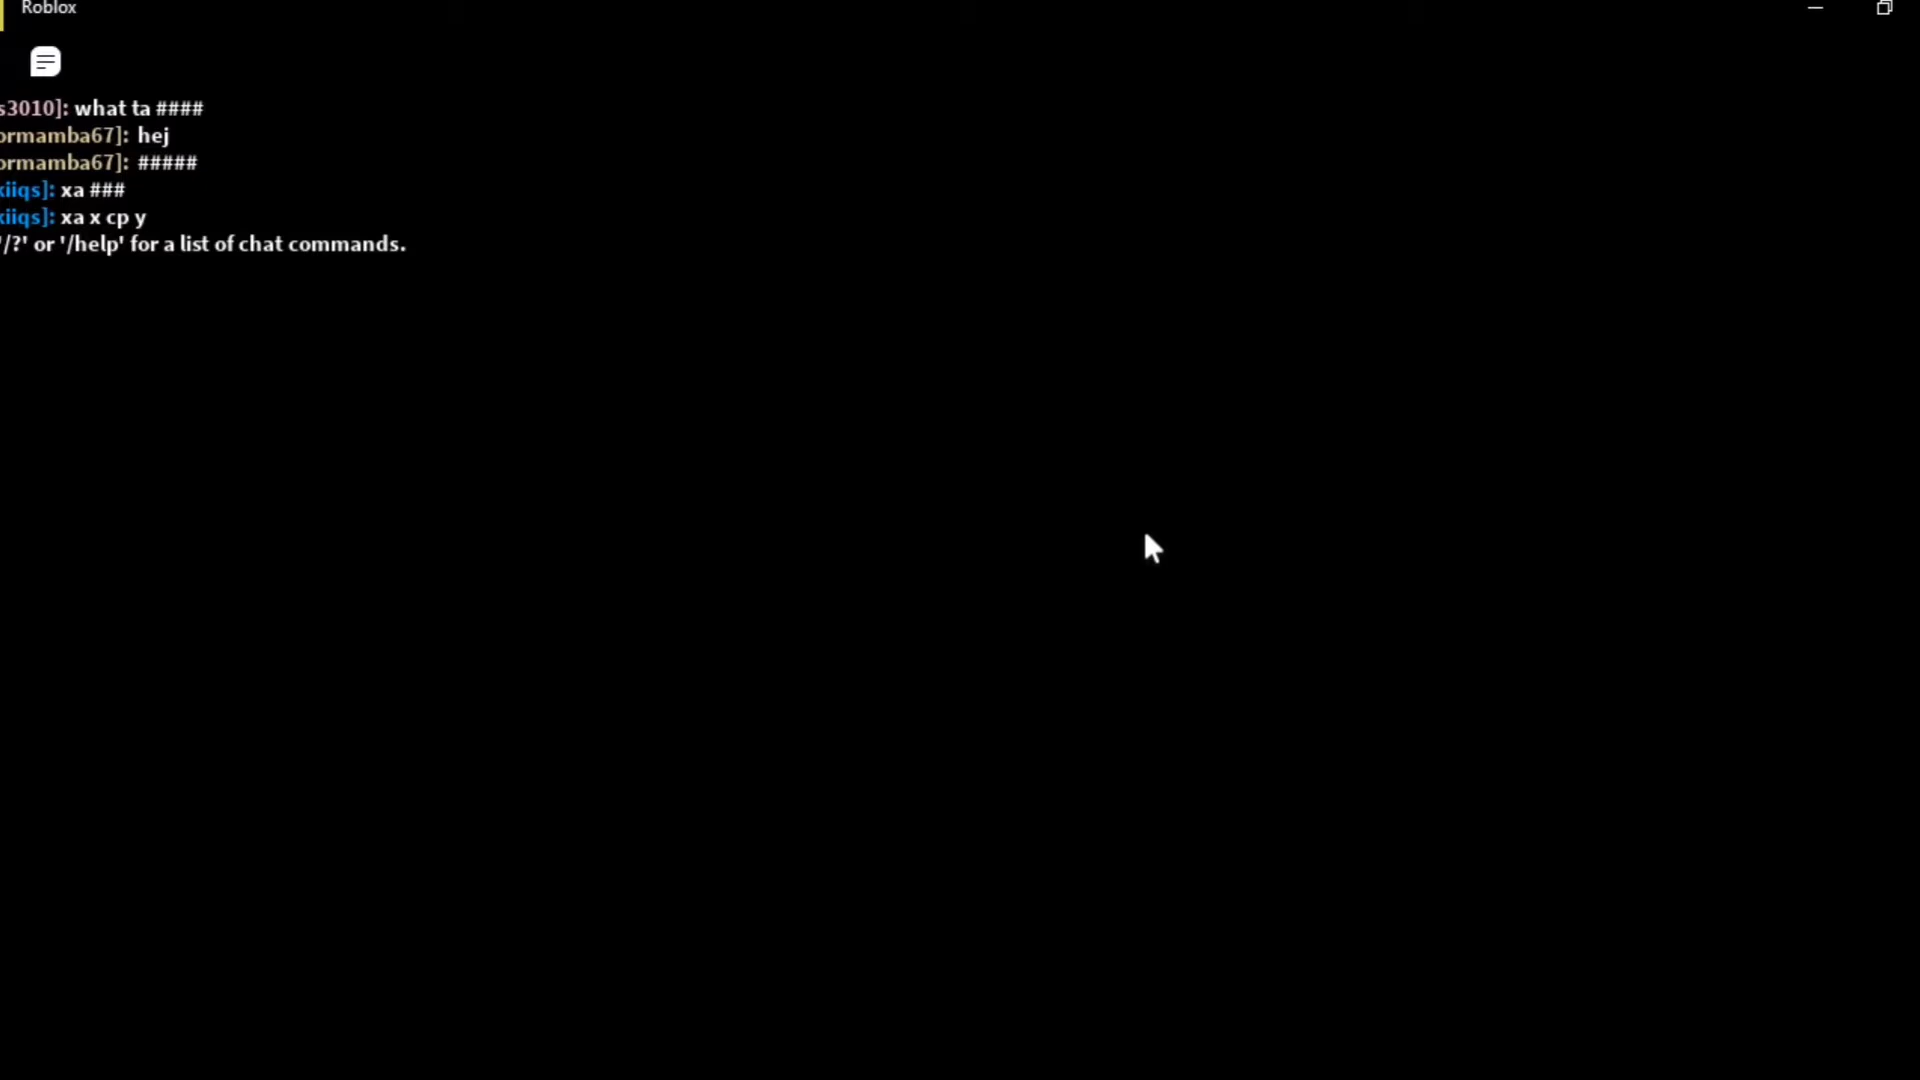 Roblox
s3010]: what ta ####
ormamba67]: hej
ormamba67]: #####
kiiqs]: xa ###
kiiqs]: xa x cp y
'/?' or '/help' for a list of chat commands.